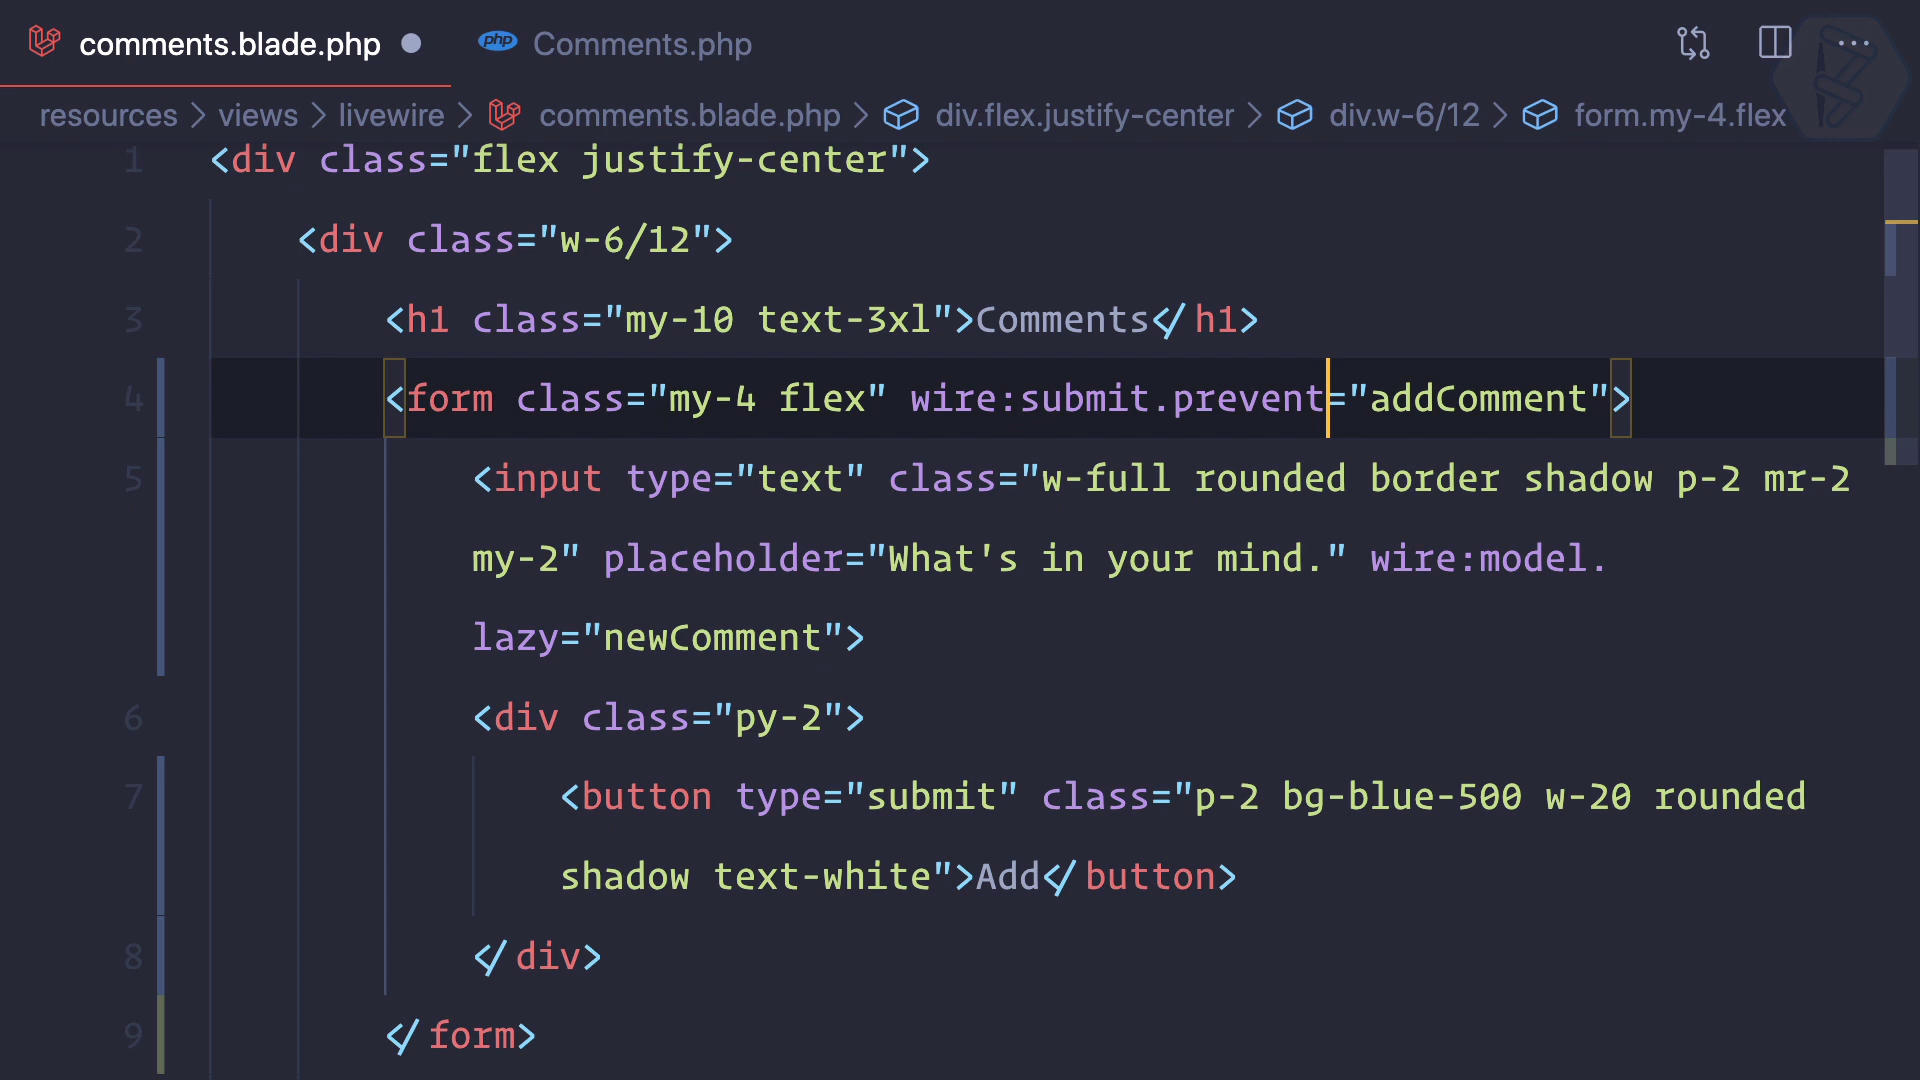 comments.blade.php
php Comments.php
resources > views > livewire > comments.blade.php > div.flex.justify-center > div.w-6/12 > form.my-4.flex
1 <div class="flex justify-center">
2 <div class="w-6/12">
3 <h1 class="my-10 text-3xl">Comments</h1>
4 <form class="my-4 flex" wire:submit.prevent="addComment">
5 <input type="text" class="w-full rounded border shadow p-2 mr-2
my-2" placeholder="What's in your mind." wire:model.
lazy="newComment">
6 <div class="py-2">
7 <button type="submit" class="p-2 bg-blue-500 w-20 rounded
shadow text-white">Add</button>
8 </div>
9 </form>